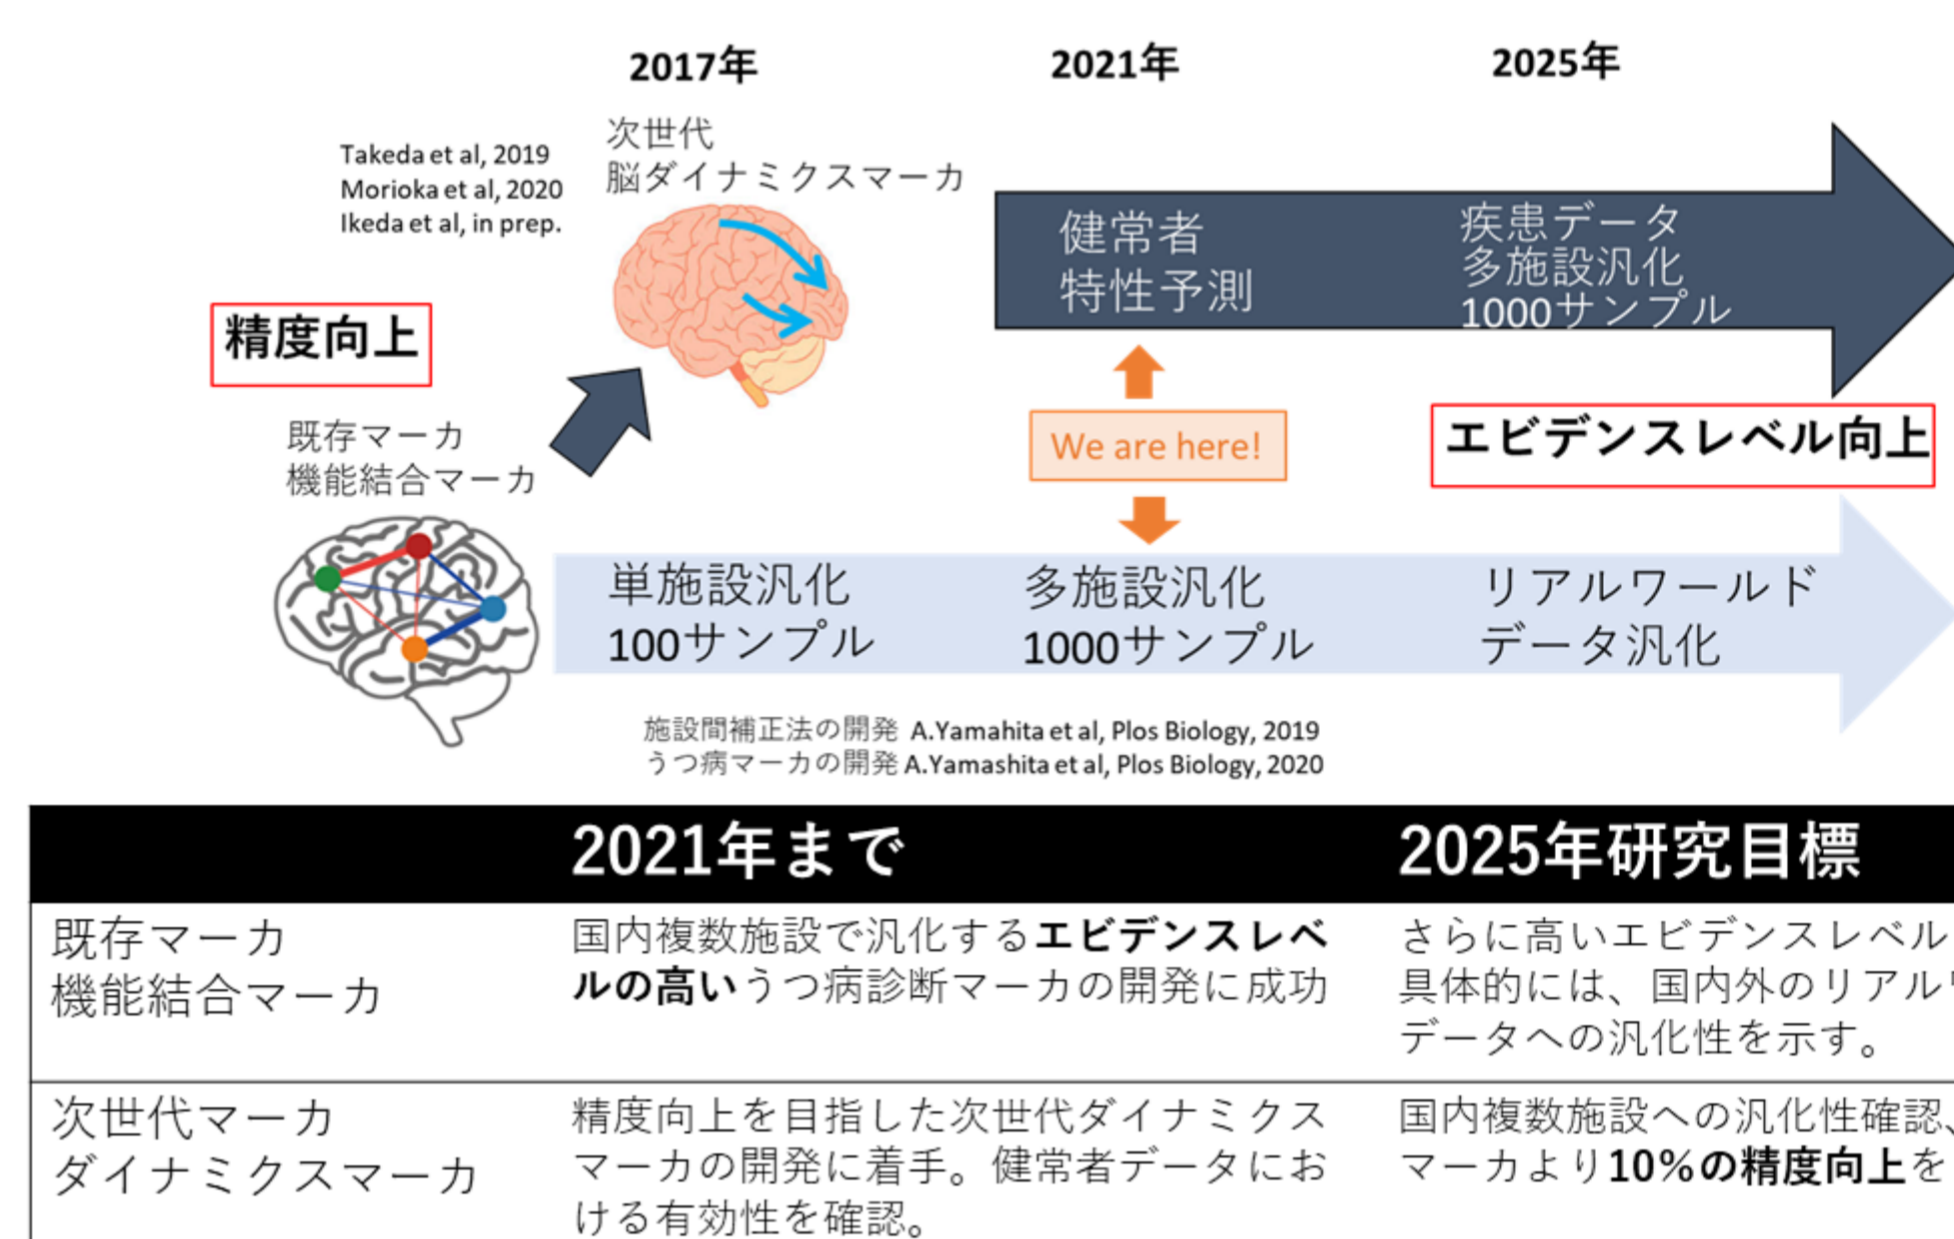 2017年
2021年
2025年
Takeda et al, 2019
Morioka et al, 2020
Ikeda et al, in prep.
次世代
脳ダイナミクスマーカ
健常者
特性予測
疾患データ
多施設汎化
1000サンプル
精度向上
既存マーカ
機能結合マーカ
We are here!
エビデンスレベル向上
単施設汎化
100サンプル
多施設汎化
1000サンプル
リアルワールド
データ汎化
施設間補正法の開発 A.Yamahita et al, Plos Biology, 2019
うつ病マーカの開発 A.Yamashita et al, Plos Biology, 2020
2021年まで
2025年研究目標
既存マーカ
機能結合マーカ
国内複数施設で汎化するエビデンスレベ
ルの高いうつ病診断マーカの開発に成功
さらに高いエビデンスレベル
具体的には、国内外のリアル
データへの汎化性を示す。
次世代マーカ
ダイナミクスマーカ
精度向上を目指した次世代ダイナミクス
マーカの開発に着手。健常者データにお
ける有効性を確認。
国内複数施設への汎化性確認、
マーカより10%の精度向上を